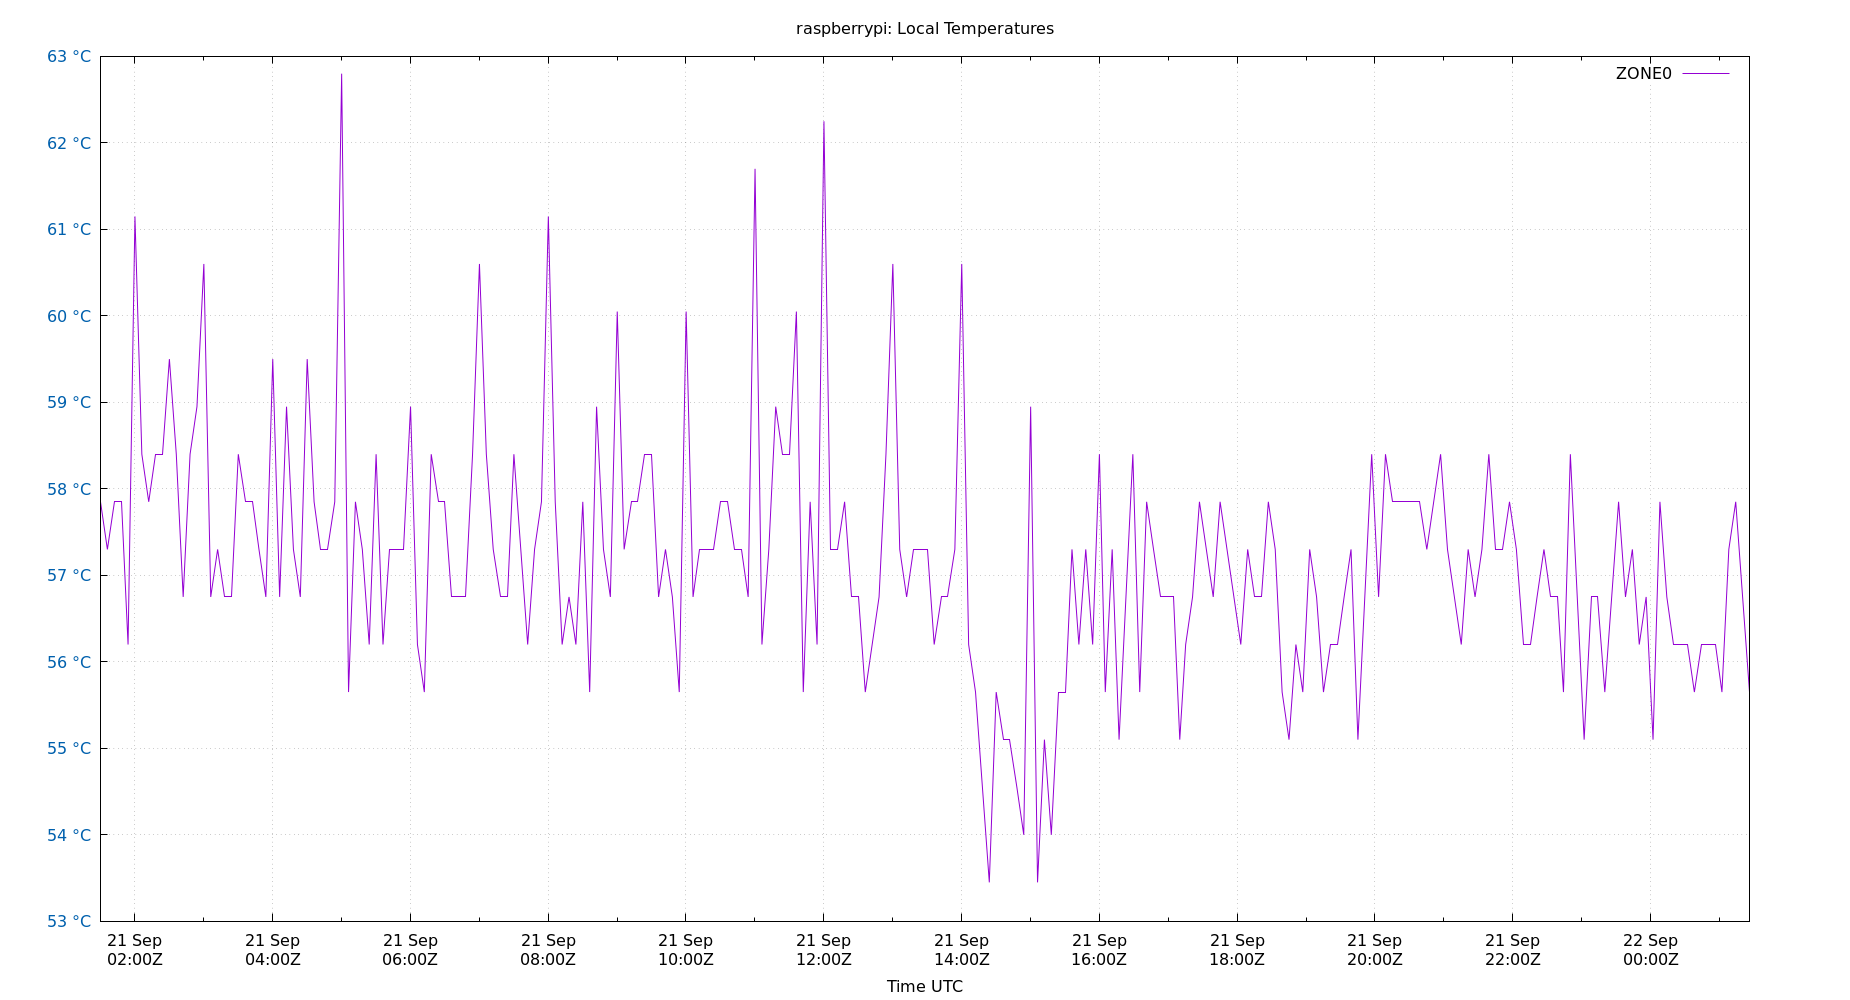 raspberrypi: Local Temperatures
63 °C
ZONE0
62 °C
61 °C
60 °C
59 °C
58 °C
57 °C
56 °C
55 °C
54 °C
53 °C
21 Sep 21 Sep 21 Sep 21 Sep 21 Sep 21 Sep 21 Sep 21 Sep 21 Sep 21 Sep 21 Sep 22 Sep
02:00Z 04:00Z 06:00Z 08:00Z 10:00Z 12:00Z 14:00Z 16:00Z 18:00Z 20:00Z 22:00Z 00:00Z
Time UTC